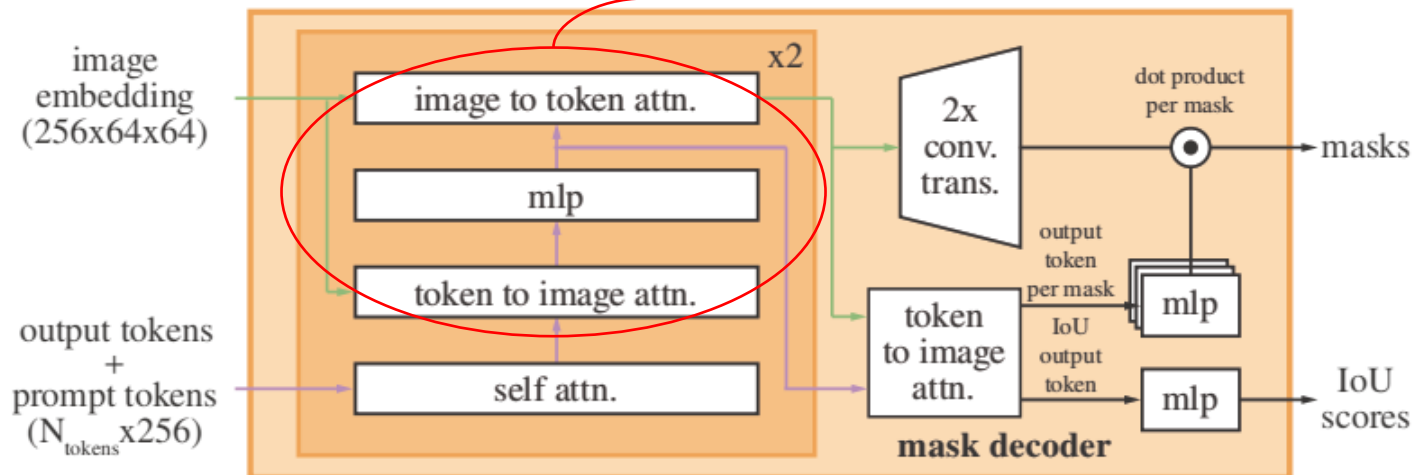 image
embedding
(256x64x64)
output tokens
+
prompt tokens
(N_tokens x256)
x2
image to token attn.
mlp
token to image attn.
self attn.
2x
conv.
trans.
dot product
per mask
masks
output
token
per mask
mlp
token
to image
attn.
IoU
output
token
mlp
IoU
scores
mask decoder